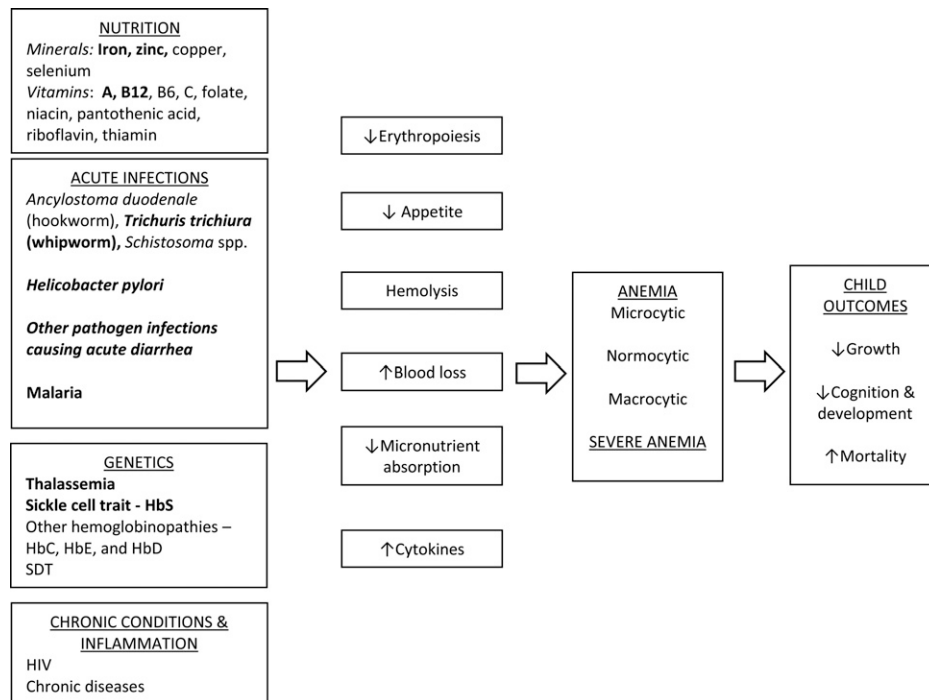 NUTRITION
Minerals: Iron, zinc, copper,
selenium
Vitamins: A, B12, B6, C, folate,
niacin, pantothenic acid,
riboflavin, thiamin
ACUTE INFECTIONS
Ancylostoma duodenale
(hookworm), Trichuris trichiura
(whipworm), Schistosoma spp.
Helicobacter pylori
Other pathogen infections
causing acute diarrhea
Malaria
GENETICS
Thalassemia
Sickle cell trait - HbS
Other hemoglobinopathies –
HbC, HbE, and HbD
SDT
CHRONIC CONDITIONS &
INFLAMMATION
HIV
Chronic diseases
↓Erythropoiesis
↓ Appetite
Hemolysis
↑Blood loss
↓Micronutrient
absorption
↑Cytokines
ANEMIA
Microcytic
Normocytic
Macrocytic
SEVERE ANEMIA
CHILD
OUTCOMES
↓Growth
↓Cognition &
development
↑Mortality